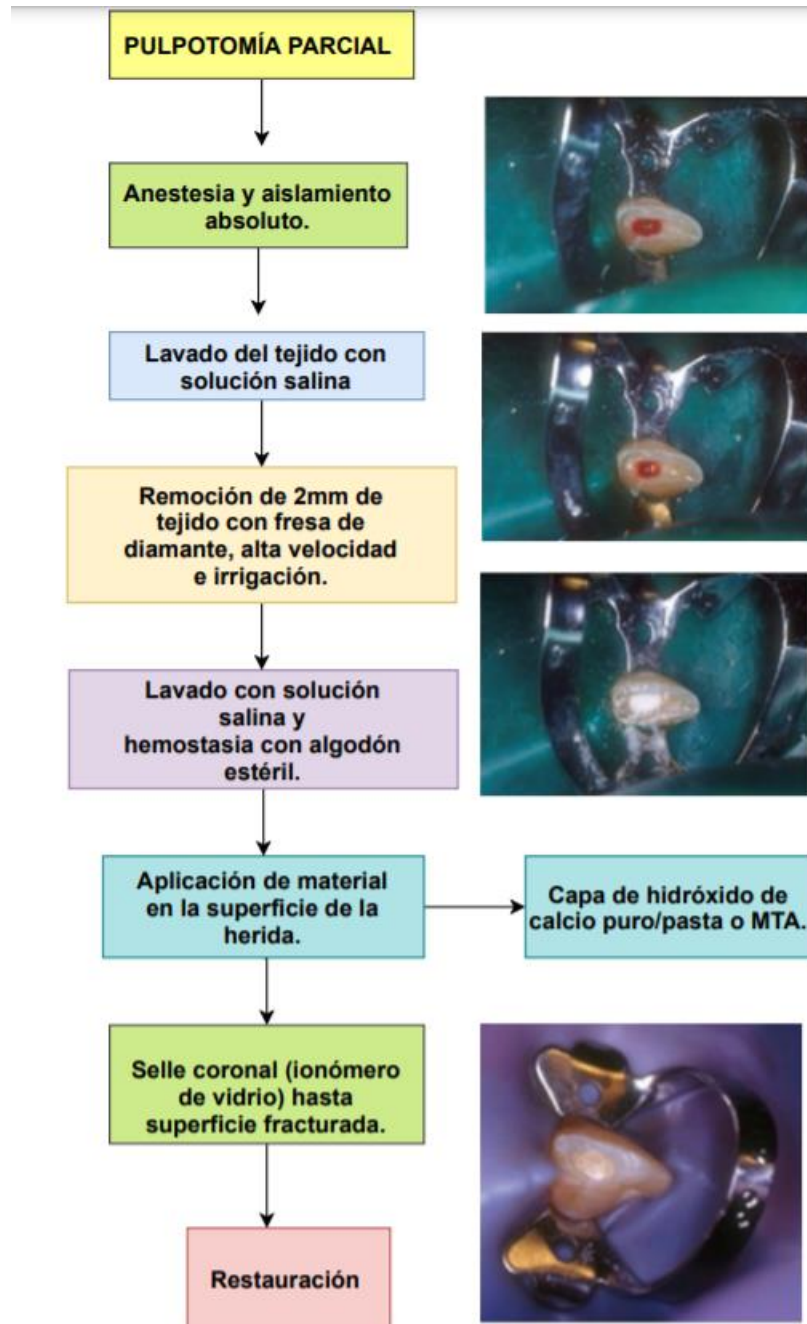 PULPOTOMÍA PARCIAL
Anestesia y aislamiento
absoluto.
Lavado del tejido con
solución salina
Remoción de 2mm de
tejido con fresa de
diamante, alta velocidad
e irrigación.
Lavado con solución
salina y
hemostasia con algodón
estéril.
Aplicación de material
en la superficie de la
herida.
Capa de hidróxido de
calcio puro/pasta o MTA.
Selle coronal (ionómero
de vidrio) hasta
superficie fracturada.
Restauración